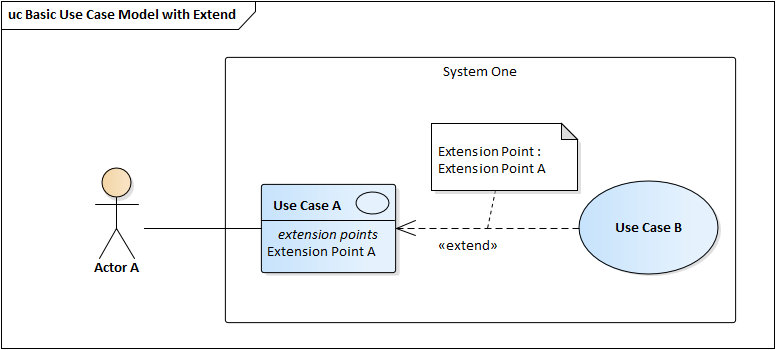 uc Basic Use Case Model with Extend
System One
Extension Point :
Extension Point A
Use Case A
extension points
Extension Point A
Use Case B
«extend»
Actor A